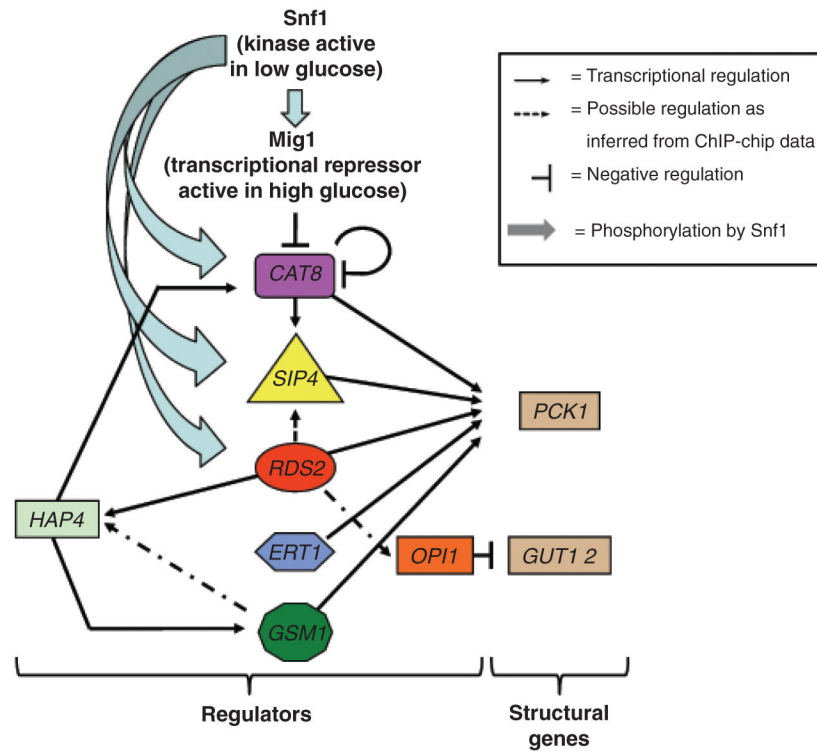 Snf1
(kinase active
in low glucose)
Mig1
(transcriptional repressor
active in high glucose)
= Transcriptional regulation
= Possible regulation as
inferred from ChIP-chip data
= Negative regulation
= Phosphorylation by Snf1
CAT8
SIP4
PCK1
RDS2
HAP4
ERT1
OPI1
GUT1 2
GSM1
Regulators
Structural
genes